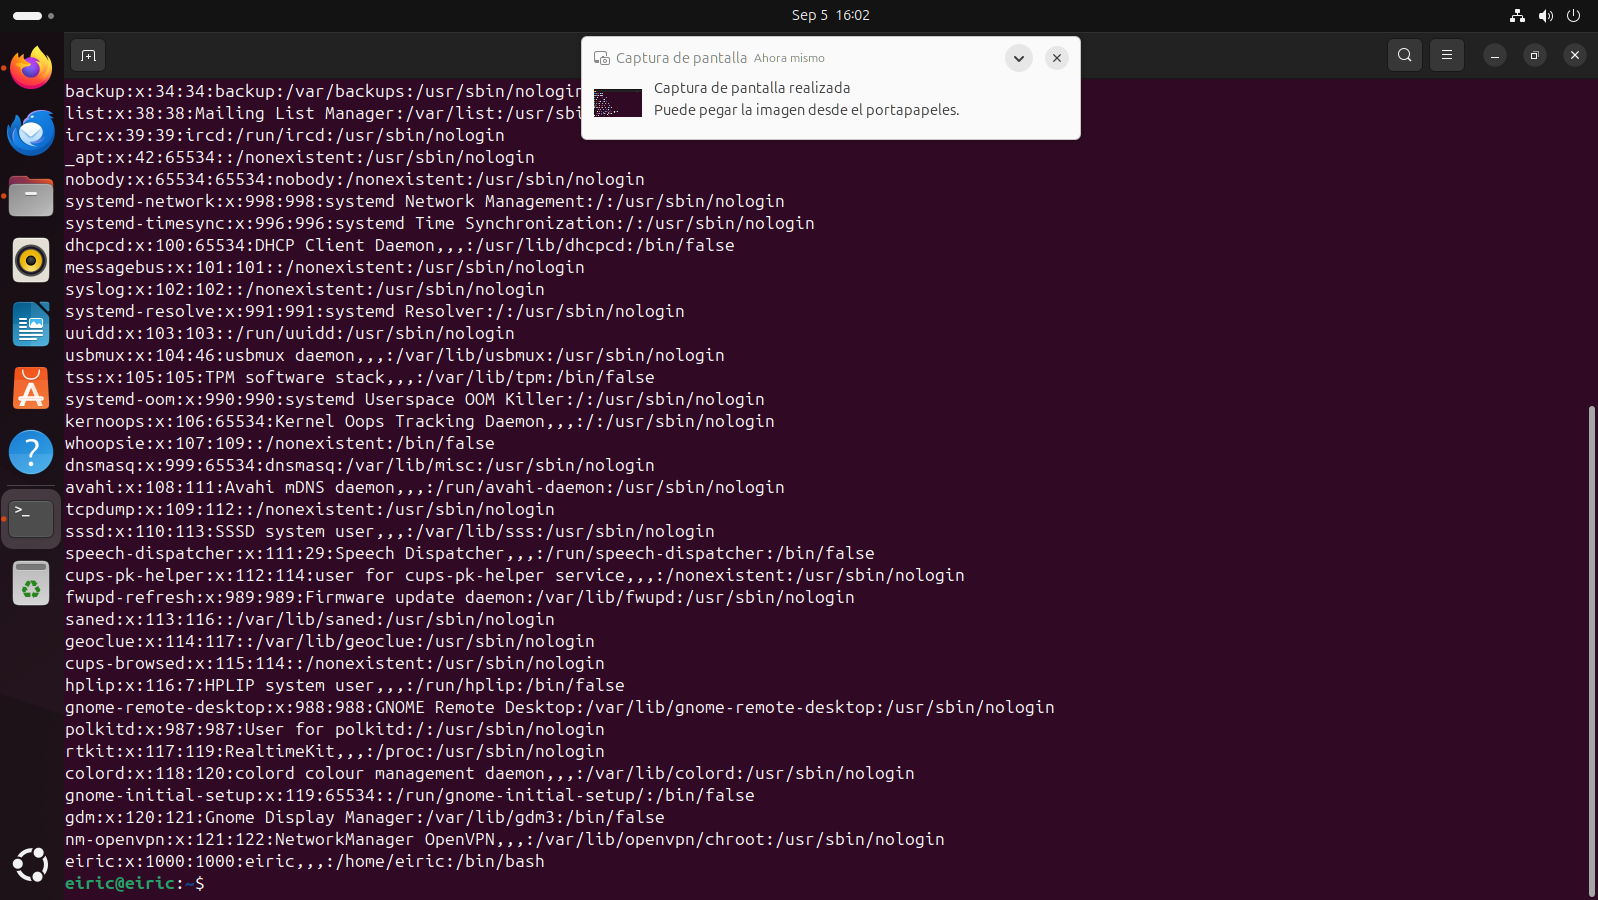 Sep 5 16:02
Captura de pantalla Ahora mismo
Captura de pantalla realizada
Puede pegar la imagen desde el portapapeles.
backup:x:34:34:backup:/var/backups:/usr/sbin/nologin
list:x:38:38:Mailing List Manager:/var/list:/usr/sbi
irc:x:39:39:ircd:/run/ircd:/usr/sbin/nologin
_apt:x:42:65534::/nonexistent:/usr/sbin/nologin
nobody:x:65534:65534:nobody:/nonexistent:/usr/sbin/nologin
systemd-network:x:998:998:systemd Network Management:/:/usr/sbin/nologin
systemd-timesync:x:996:996:systemd Time Synchronization:/:/usr/sbin/nologin
dhcpcd:x:100:65534:DHCP Client Daemon,,,:/usr/lib/dhcpcd:/bin/false
messagebus:x:101:101::/nonexistent:/usr/sbin/nologin
syslog:x:102:102::/nonexistent:/usr/sbin/nologin
systemd-resolve:x:991:991:systemd Resolver:/:/usr/sbin/nologin
uuidd:x:103:103::/run/uuidd:/usr/sbin/nologin
usbmux:x:104:46:usbmux daemon,,,:/var/lib/usbmux:/usr/sbin/nologin
tss:x:105:105:TPM software stack,,,:/var/lib/tpm:/bin/false
systemd-oom:x:990:990:systemd Userspace OOM Killer:/:/usr/sbin/nologin
kernoops:x:106:65534:Kernel Oops Tracking Daemon,,,:/:/usr/sbin/nologin
whoopsie:x:107:109::/nonexistent:/bin/false
dnsmasq:x:999:65534:dnsmasq:/var/lib/misc:/usr/sbin/nologin
avahi:x:108:111:Avahi mDNS daemon,,,:/run/avahi-daemon:/usr/sbin/nologin
tcpdump:x:109:112::/nonexistent:/usr/sbin/nologin
sssd:x:110:113:SSSD system user,,,:/var/lib/sss:/usr/sbin/nologin
speech-dispatcher:x:111:29:Speech Dispatcher,,,:/run/speech-dispatcher:/bin/false
cups-pk-helper:x:112:114:user for cups-pk-helper service,,,:/nonexistent:/usr/sbin/nologin
fwupd-refresh:x:989:989:Firmware update daemon:/var/lib/fwupd:/usr/sbin/nologin
saned:x:113:116::/var/lib/saned:/usr/sbin/nologin
geoclue:x:114:117::/var/lib/geoclue:/usr/sbin/nologin
cups-browsed:x:115:114::/nonexistent:/usr/sbin/nologin
hplip:x:116:7:HPLIP system user,,,:/run/hplip:/bin/false
gnome-remote-desktop:x:988:988:GNOME Remote Desktop:/var/lib/gnome-remote-desktop:/usr/sbin/nologin
polkitd:x:987:987:User for polkitd:/:/usr/sbin/nologin
rtkit:x:117:119:RealtimeKit,,,:/proc:/usr/sbin/nologin
colord:x:118:120:colord colour management daemon,,,:/var/lib/colord:/usr/sbin/nologin
gnome-initial-setup:x:119:65534::/run/gnome-initial-setup/:/bin/false
gdm:x:120:121:Gnome Display Manager:/var/lib/gdm3:/bin/false
nm-openvpn:x:121:122:NetworkManager OpenVPN,,,:/var/lib/openvpn/chroot:/usr/sbin/nologin
eiric:x:1000:1000:eiric,,,:/home/eiric:/bin/bash
eiric@eiric:~$